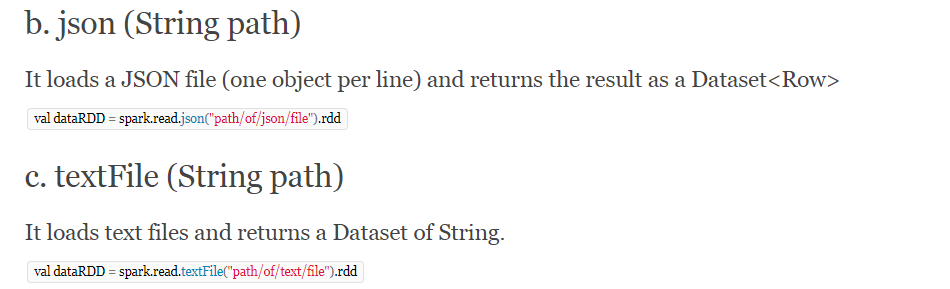 b. json (String path)
It loads a JSON file (one object per line) and returns the result as a Dataset<Row>
val dataRDD = spark.read.json("path/of/json/file").rdd
c. textFile (String path)
It loads text files and returns a Dataset of String.
val dataRDD = spark.read.textFile("path/of/text/file").rdd